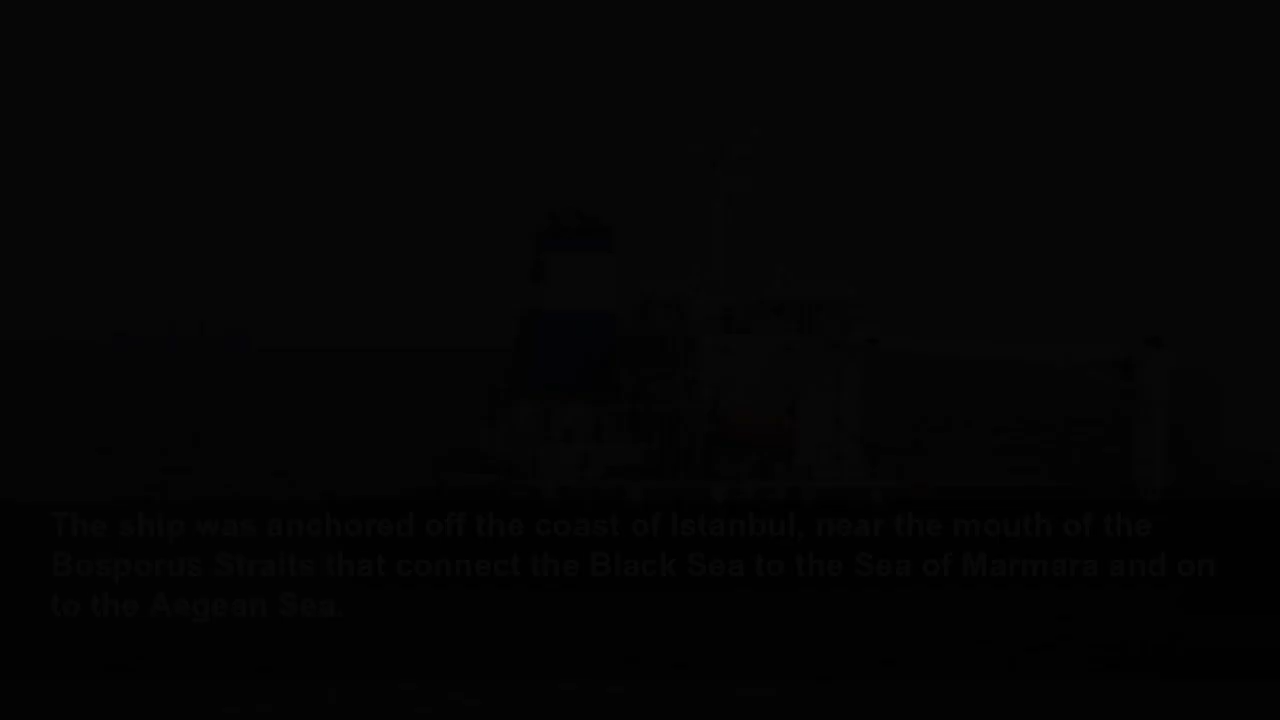 The ship was anchored off the coast of Istanbul, near the mouth of the
Bosporus Straits that connect the Black Sea to the Sea of Marmara and on
to the Aegean Sea.